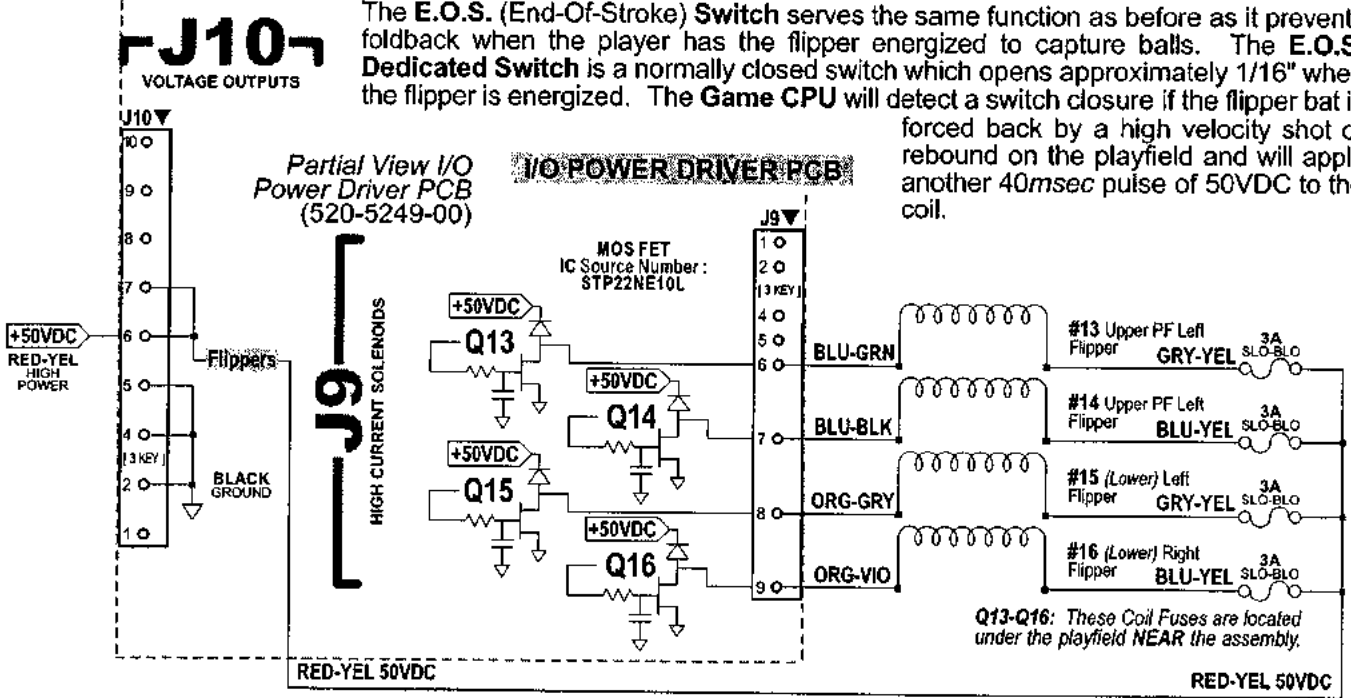 The E.O.S. (End-Of-Stroke) Switch serves the same function as before as it prevent
foldback when the player has the flipper energized to capture balls. The E.O.S
Dedicated Switch is a normally closed switch which opens approximately 1/16" whe
the flipper is energized. The Game CPU will detect a switch closure if the flipper bat i
forced back by a high velocity shot o
rebound on the playfield and will appl
another 40msec pulse of 50VDC to th
coil.
J10
VOLTAGE OUTPUTS
J10▼
10
9
8
7
6
5
4
[3 KEY]
2
1
+50VDC
RED-YEL
HIGH
POWER
Flippers
BLACK
GROUND
Partial View I/O
Power Driver PCB
(520-5249-00)
I/O POWER DRIVER PCB
J9
HIGH CURRENT SOLENOIDS
MOS FET
IC Source Number :
STP22NE10L
+50VDC
Q13
+50VDC
Q14
+50VDC
Q15
+50VDC
Q16
J9▼
1
2
[3 KEY]
4
5
6
7
8
9
BLU-GRN
BLU-BLK
ORG-GRY
ORG-VIO
#13 Upper PF Left
Flipper
GRY-YEL
3A
SLO-BLO
#14 Upper PF Left
Flipper
BLU-YEL
3A
SLO-BLO
#15 (Lower) Left
Flipper
GRY-YEL
3A
SLO-BLO
#16 (Lower) Right
Flipper
BLU-YEL
3A
SLO-BLO
Q13-Q16: These Coil Fuses are located
under the playfield NEAR the assembly.
RED-YEL 50VDC
RED-YEL 50VDC